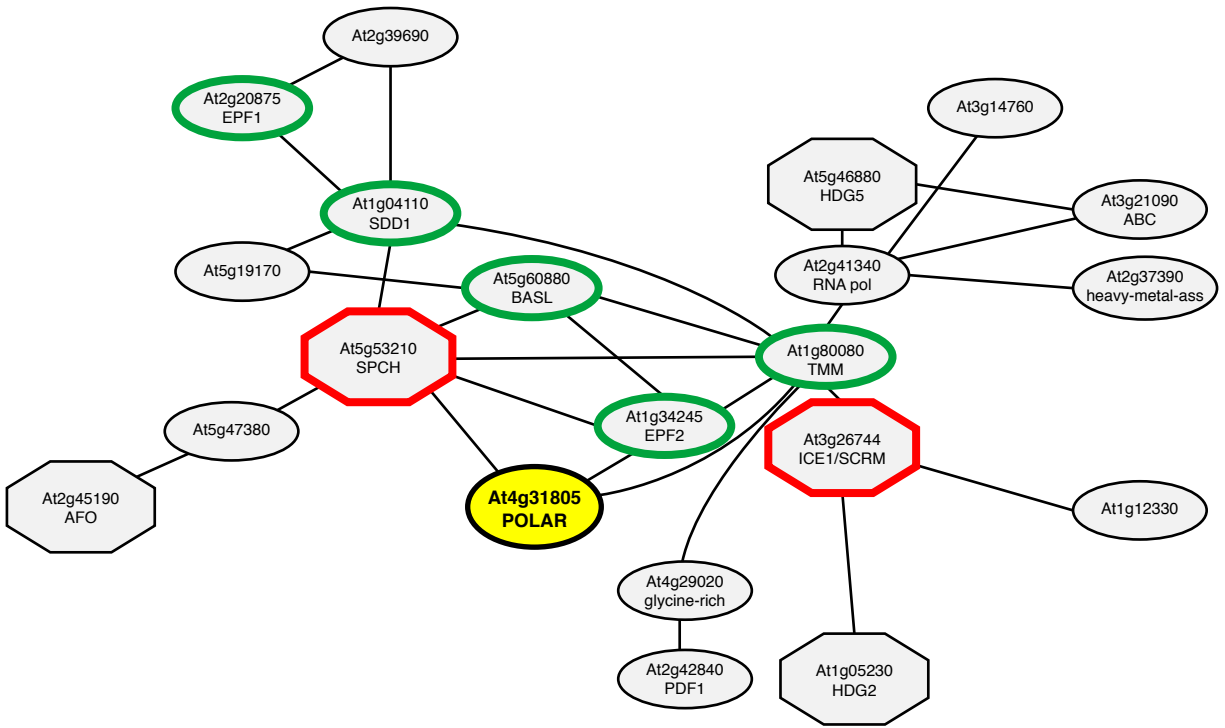 At2g39690
At2g20875
EPF1
At3g14760
At5g46880
HDG5
At1g04110
SDD1
At3g21090
ABC
At5g19170
At2g41340
RNA pol
At5g60880
BASL
At2g37390
heavy-metal-ass
At5g53210
SPCH
At1g80080
TMM
At1g34245
EPF2
At5g47380
At3g26744
ICE1/SCRM
At2g45190
AFO
At4g31805
POLAR
At1g12330
At4g29020
glycine-rich
At2g42840
PDF1
At1g05230
HDG2